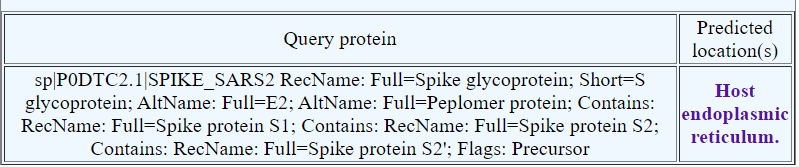 Query protein
Predicted
location(s)
sp|P0DTC2.1|SPIKE_SARS2 RecName: Full=Spike glycoprotein; Short=S
glycoprotein; AltName: Full=E2; AltName: Full=Peplomer protein; Contains:
RecName: Full=Spike protein S1; Contains: RecName: Full=Spike protein S2;
Contains: RecName: Full=Spike protein S2'; Flags: Precursor
Host
endoplasmic
reticulum.